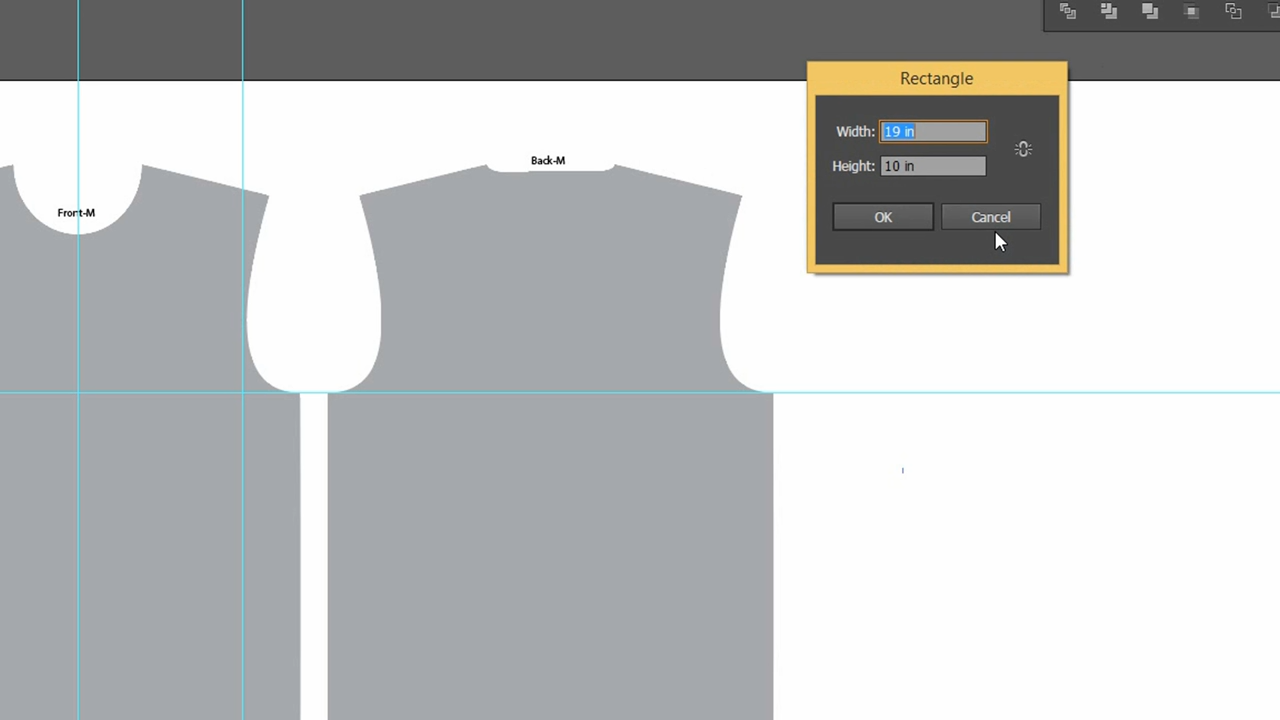 Rectangle
Width: 19 in
Height: 10 in
OK Cancel
Back-M
Front-M